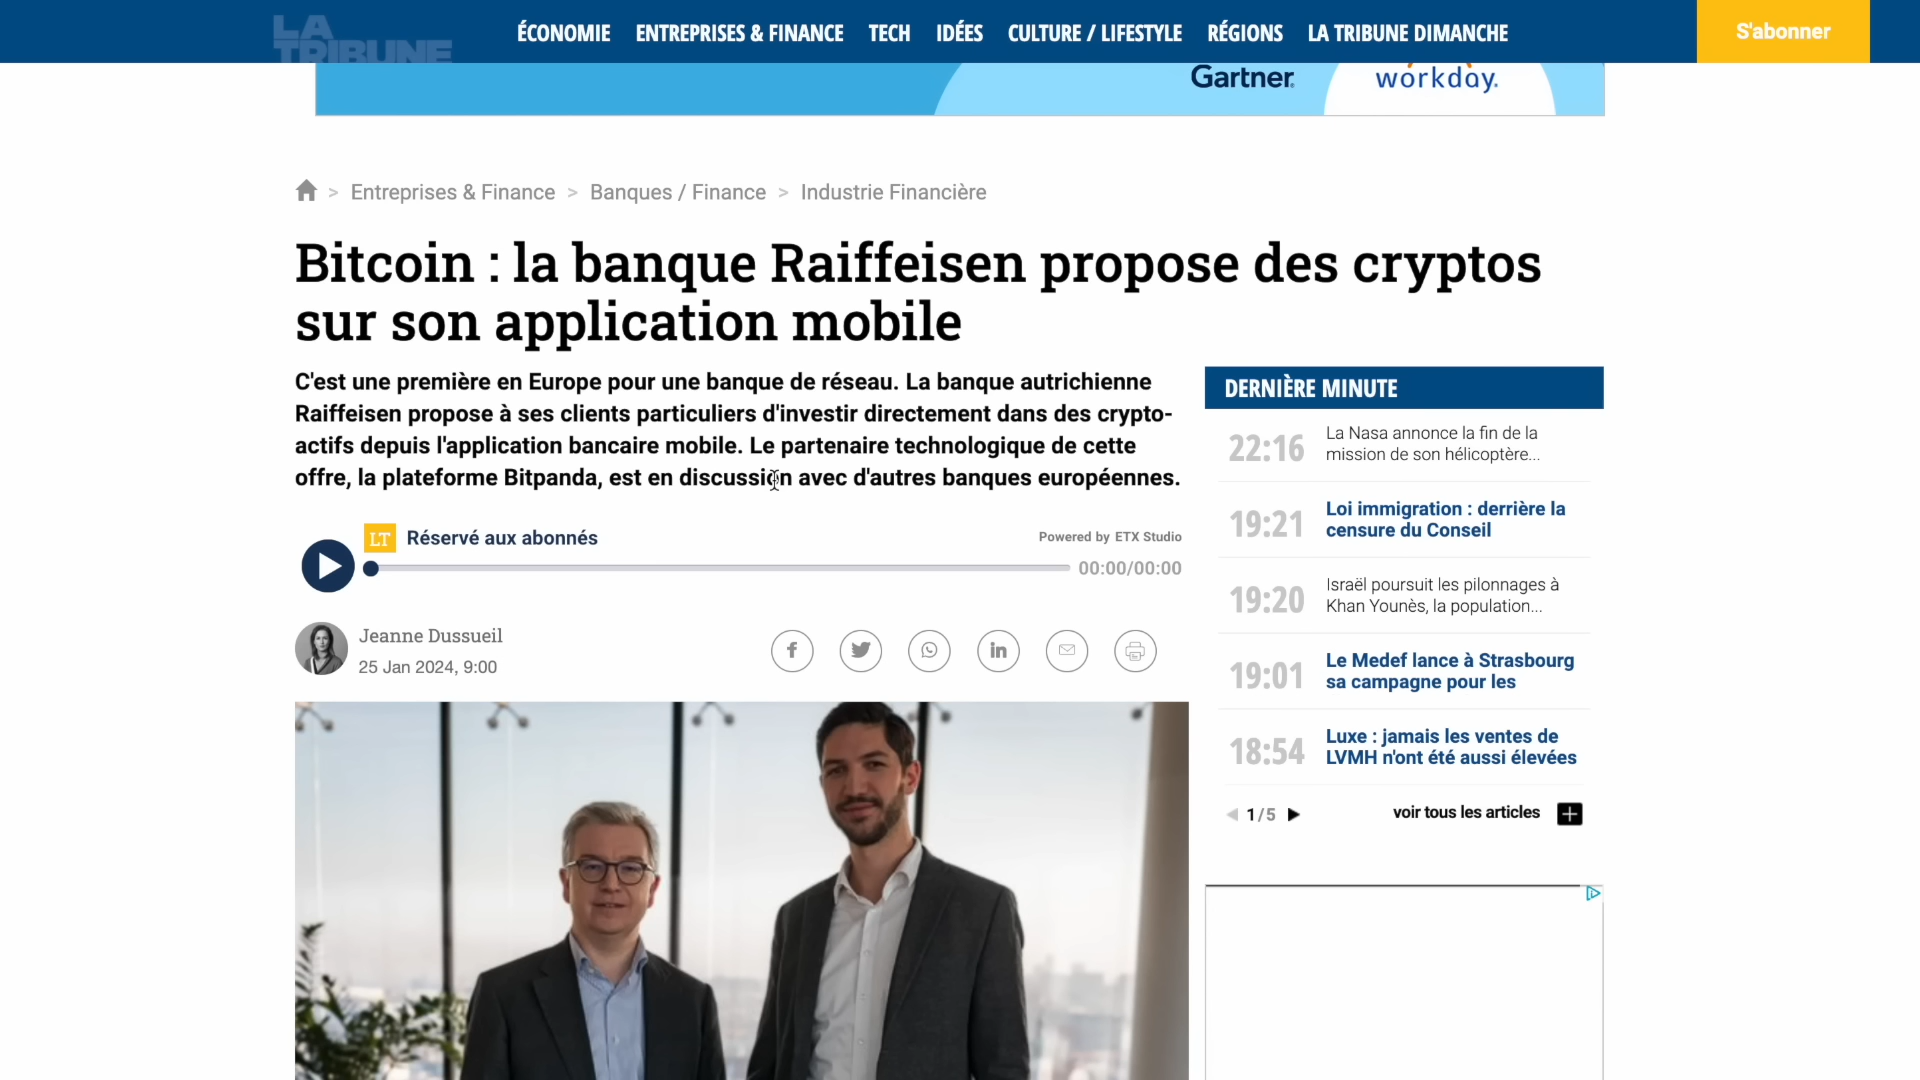 LA TRIBUNE
ÉCONOMIE ENTREPRISES & FINANCE TECH IDÉES CULTURE / LIFESTYLE RÉGIONS LA TRIBUNE DIMANCHE
S'abonner
Gartner
workday.
> Entreprises & Finance > Banques / Finance > Industrie Financière
Bitcoin : la banque Raiffeisen propose des cryptos
sur son application mobile
C'est une première en Europe pour une banque de réseau. La banque autrichienne
Raiffeisen propose à ses clients particuliers d'investir directement dans des crypto-
actifs depuis l'application bancaire mobile. Le partenaire technologique de cette
offre, la plateforme Bitpanda, est en discussion avec d'autres banques européennes.
LT Réservé aux abonnés
Powered by ETX Studio
00:00/00:00
Jeanne Dussueil
25 Jan 2024, 9:00
DERNIÈRE MINUTE
22:16 La Nasa annonce la fin de la
mission de son hélicoptère...
19:21 Loi immigration : derrière la
censure du Conseil
19:20 Israël poursuit les pilonnages à
Khan Younès, la population...
19:01 Le Medef lance à Strasbourg
sa campagne pour les
18:54 Luxe : jamais les ventes de
LVMH n'ont été aussi élevées
1/5 voir tous les articles